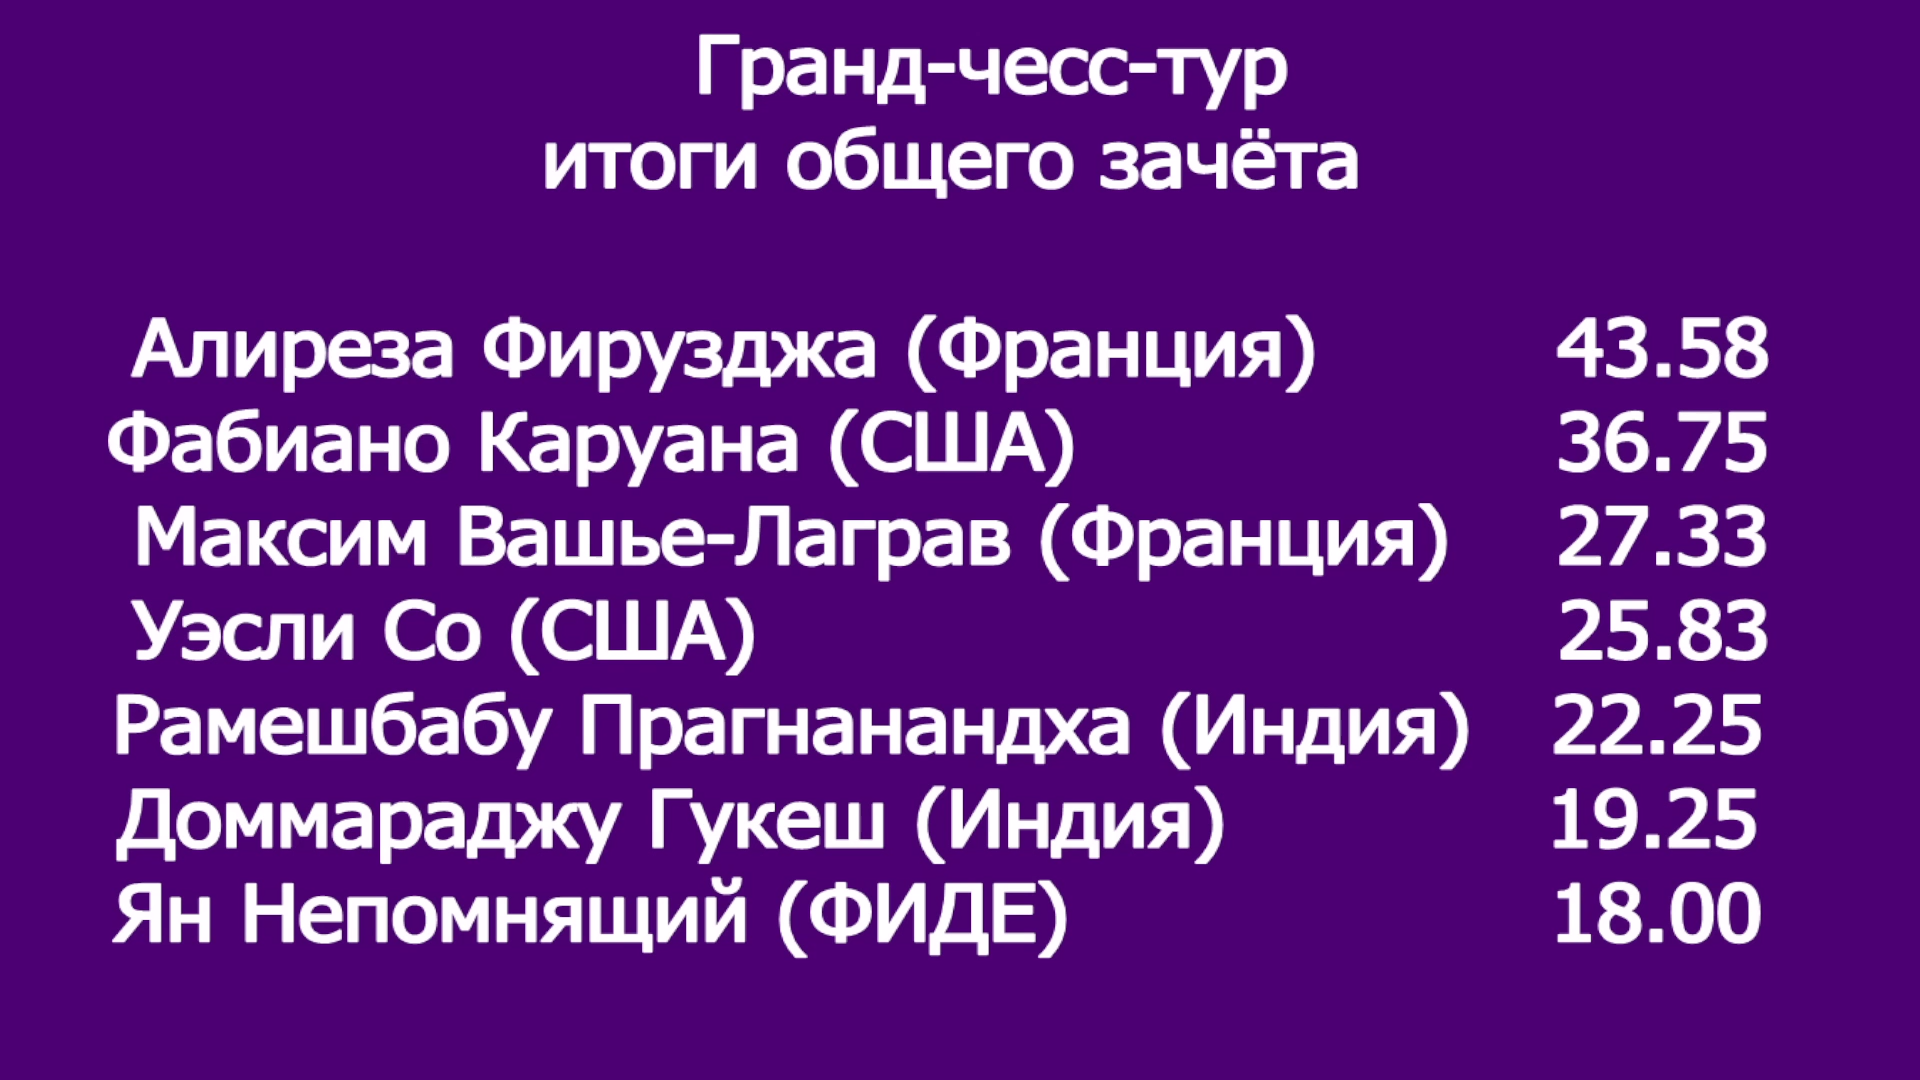 Гранд-чесс-тур
итоги общего зачёта
Алиреза Фирузджа (Франция) 43.58
Фабиано Каруана (США) 36.75
Максим Вашье-Лаграв (Франция) 27.33
Уэсли Со (США) 25.83
Рамешбабу Прагнанандха (Индия) 22.25
Доммараджу Гукеш (Индия) 19.25
Ян Непомнящий (ФИДЕ) 18.00